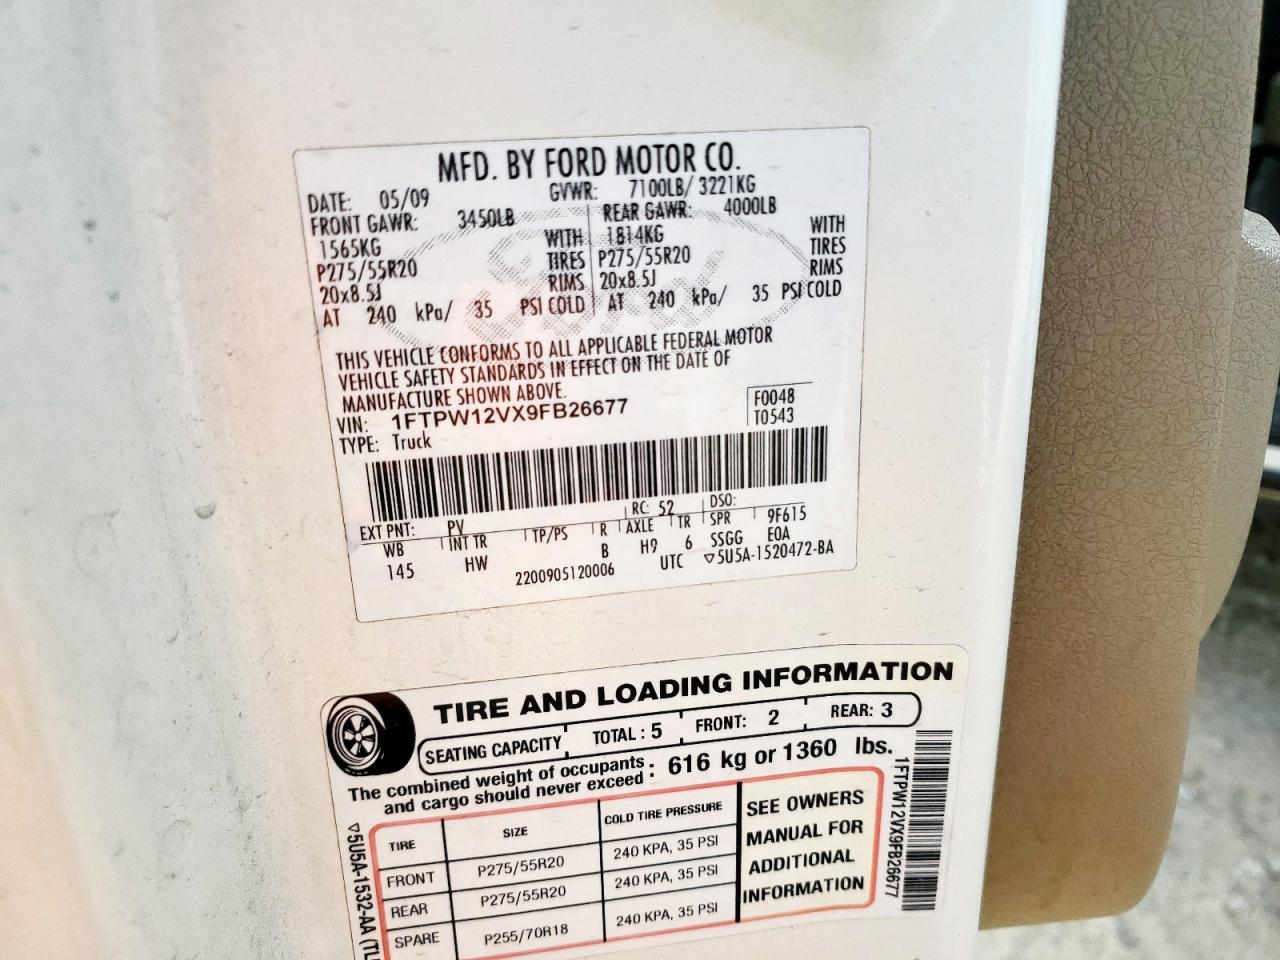 MFD. BY FORD MOTOR CO.
DATE: 05/09 GVWR: 7100LB/ 3221KG
FRONT GAWR: 3450LB REAR GAWR: 4000LB
1565KG WITH 1814KG WITH
P275/55R20 TIRES P275/55R20 TIRES
20x8.5J RIMS 20x8.5J RIMS
AT 240 kPa/ 35 PSI COLD AT 240 kPa/ 35 PSI COLD
THIS VEHICLE CONFORMS TO ALL APPLICABLE FEDERAL MOTOR
VEHICLE SAFETY STANDARDS IN EFFECT ON THE DATE OF
MANUFACTURE SHOWN ABOVE.
VIN: 1FTPW12VX9FB26677 F0048
TYPE: Truck T0543
EXT PNT: PV RC: 52 DSO:
WB INT TR TP/PS R AXLE TR SPR 9F615
145 HW B H9 6 SSGG E0A
2200905120006 UTC ▽5U5A-1520472-BA
TIRE AND LOADING INFORMATION
SEATING CAPACITY TOTAL: 5 FRONT: 2 REAR: 3
The combined weight of occupants
and cargo should never exceed : 616 kg or 1360 lbs.
TIRE SIZE COLD TIRE PRESSURE
FRONT P275/55R20 240 KPA, 35 PSI
REAR P275/55R20 240 KPA, 35 PSI
SPARE P255/70R18 240 KPA, 35 PSI
SEE OWNERS
MANUAL FOR
ADDITIONAL
INFORMATION
1FTPW12VX9FB26677
▽5U5A-1532-AA (TL